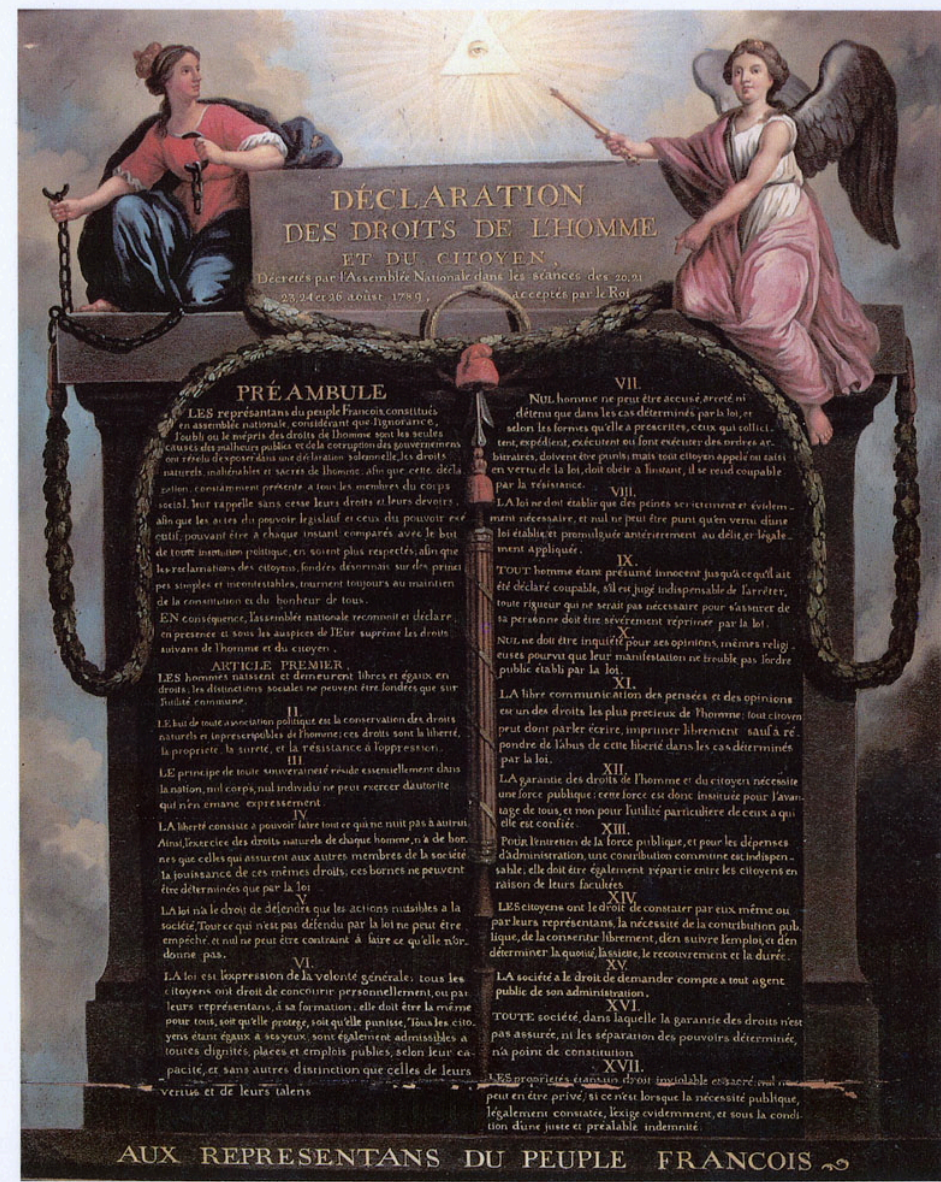 DÉCLARATION
DES DROITS DE L'HOMME
ET DU CITOYEN,
Décretés par l'Assemblée Nationale dans les séances des 20, 21
23, 24 et 26 aoust 1789, acceptés par le Roi
PRÉAMBULE
LES représentans du peuple François, constitués
en assemblée nationale, considérant que l'ignorance,
l'oubli ou le mépris des droits de l'homme sont les seules
causes des malheurs publics et de la corruption des gouvernemens
ont résolu d'exposer dans une déclaration solemnelle, les droits
naturels, inaliénables et sacrés de l'homme; afin que cette décla
ration, constamment présente a tous les membres du corps
social, leur rappelle sans cesse leurs droits et leurs devoirs,
afin que les actes du pouvoir legislatif et ceux du pouvoir exé
cutif, pouvant être a chaque instant comparés avec le but
de toute institution politique, en soient plus respectés; afin que
les reclamations des citoyens, fondées désormais sur des princi
pes simples et incontestables, tournent toujours au maintien
de la constitution et du bonheur de tous.
EN conséquence, l'assemblée nationale reconnoit et déclare,
en presence et sous les auspices de l'Etre suprême les droits
suivans de l'homme et du citoyen,
ARTICLE PREMIER,
LES hommes naissent et demeurent libres et égaux en
droits; les distinctions sociales ne peuvent être fondées que sur
l'utilité commune.
II.
LE but de toute association politique est la conservation des droits
naturels et inprescriptibles de l'homme; ces droits sont la liberté,
la propriété, la sureté, et la résistance à l'oppression.
III.
LE principe de toute souveraineté réside essentiellement dans
la nation, nul corps, nul individu ne peut exercer d'autorité
qui n'en emane expressement.
IV
LA liberté consiste a pouvoir faire tout ce qui ne nuit pas à autrui
Ainsi, l'exercice des droits naturels de chaque homme, n'a de bor-
nes que celles qui assurent aux autres membres de la société
la jouissance de ces mêmes droits; ces bornes ne peuvent
être déterminées que par la loi
V
LA loi n'a le droit de défendre que les actions nuisibles a la
société, Tout ce qui n'est pas défendu par la loi ne peut être
empeché, et nul ne peut être contraint à faire ce qu'elle n'or-
donne pas.
VI.
LA loi est l'expression de la volonté générale; tous les
citoyens ont droit de concourir personnellement, ou par
leurs représentans, á sa formation; elle doit être la même
pour tous, soit qu'elle protege, soit qu'elle punisse, Tous les cito-
yens étant égaux à ses yeux, sont également admissibles a
toutes dignités, places et emplois publics, selon leur ca-
pacité, et sans autres distinction que celles de leurs
vertus et de leurs talens
VII.
NUL homme ne peut être accusé, arreté ni
détenu que dans les cas déterminés par la loi, et
selon les formes qu'elle a prescrites, ceux qui sollici-
tent, expédient, exécutent ou font exécuter des ordres ar-
bitraires, doivent être punis; mais tout citoyen appelé ou saisi
en vertu de la loi, doit obéir a l'instant, il se rend coupable
par la résistance.
VIII.
LA loi ne doit établir que des peines strictement et évidem-
ment nécessaire, et nul ne peut être puni qu'en vertu d'une
loi établie et promulguée antérierement au délit, et légale-
ment appliquée.
IX.
TOUT homme étant présumé innocent jusqu'a ce qu'il ait
été déclaré coupable, s'il est jugé indispensable de l'arrêter,
toute rigueur qui ne serait pas nécessaire pour s'assurer de
sa personne doit être sévèrement réprimée par la loi.
X.
NUL ne doit être inquiété pour ses opinions, mêmes religi-
euses pourvu que leur manifestation ne trouble pas l'ordre
public établi par la loi.
XI.
LA libre communication des pensées et des opinions
est un des droits les plus precieux de l'homme; tout citoyen
peut dont parler écrire, imprimer librement sauf à ré-
pondre de l'abus de cette liberté dans les cas déterminés
par la loi.
XII.
LA garantie des droits de l'homme et du citoyen nécessite
une force publique; cette force est donc instituée pour l'avan-
tage de tous, et non pour l'utilité particuliere de ceux a qui
elle est confiée.
XIII.
POUR l'entretien de la force publique, et pour les dépenses
d'administration, une contribution commune est indispen-
sable; elle doit être également répartie entre les citoyens en
raison de leurs facultées
XIV.
LES citoyens ont le droit de constater par eux même ou
par leurs représentans, la nécessité de la contribution pub-
lique, de la consentir librement, d'en suivre l'emploi, et d'en
déterminer la quotité, l'assiette, le recouvrement et la durée.
XV.
LA société a le droit de demander compte a tout agent
public de son administration.
XVI.
TOUTE société, dans laquelle la garantie des droits n'est
pas assurée, ni les séparation des pouvoirs déterminée,
n'a point de constitution
XVII.
LES proprietés étant un droit inviolable et sacré, nul ne
peut en être privé, si ce n'est lorsque la nécessité publique,
légalement constatée, l'exige evidemment, et sous la condi-
tion d'une juste et préalable indemnité.
AUX REPRESENTANS DU PEUPLE FRANCOIS